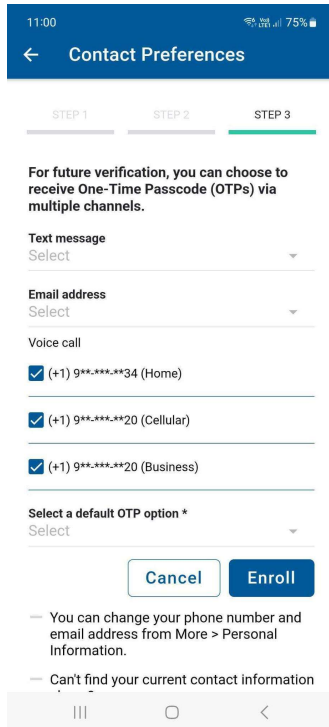 11:00 75%
Contact Preferences
STEP 1 STEP 2 STEP 3
For future verification, you can choose to
receive One-Time Passcode (OTPs) via
multiple channels.
Text message
Select
Email address
Select
Voice call
(+1) 9**-***-**34 (Home)
(+1) 9**-***-**20 (Cellular)
(+1) 9**-***-**20 (Business)
Select a default OTP option *
Select
Cancel Enroll
You can change your phone number and
email address from More > Personal
Information.
Can't find your current contact information